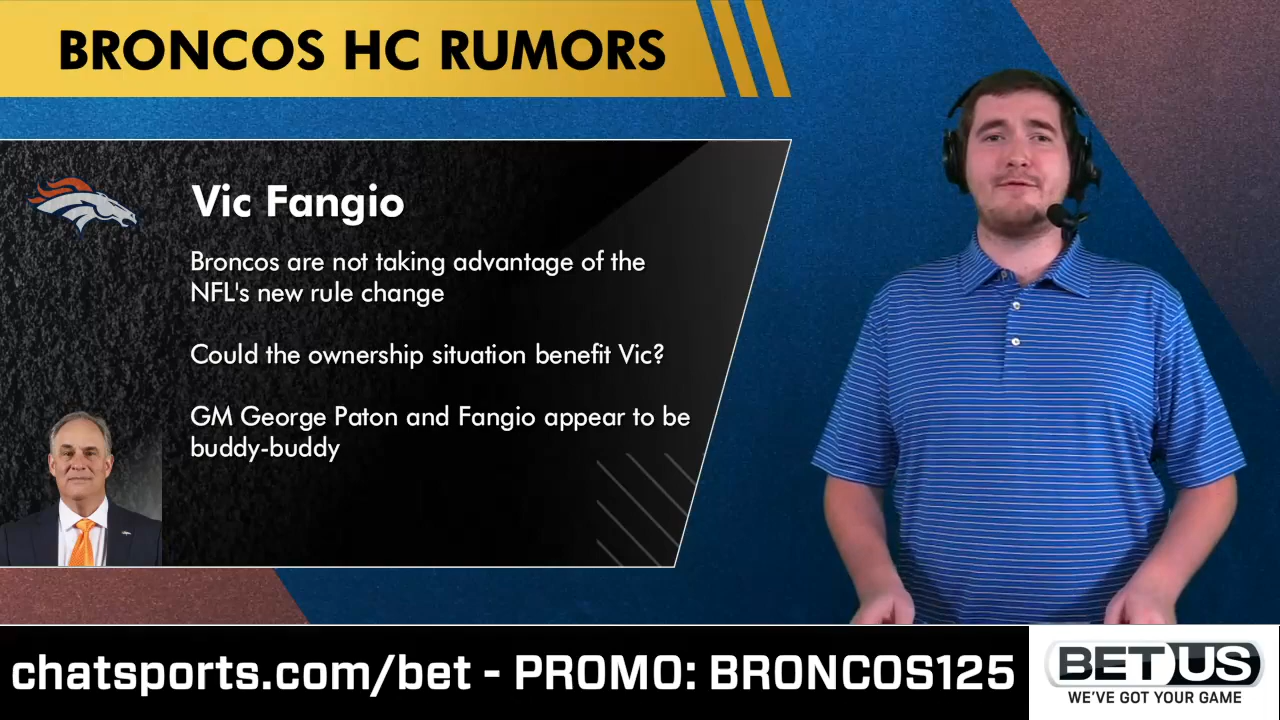 BRONCOS HC RUMORS
Vic Fangio
Broncos are not taking advantage of the
NFL's new rule change
Could the ownership situation benefit Vic?
GM George Paton and Fangio appear to be
buddy-buddy
chatsports.com/bet - PROMO: BRONCOS125
BETUS
WE'VE GOT YOUR GAME